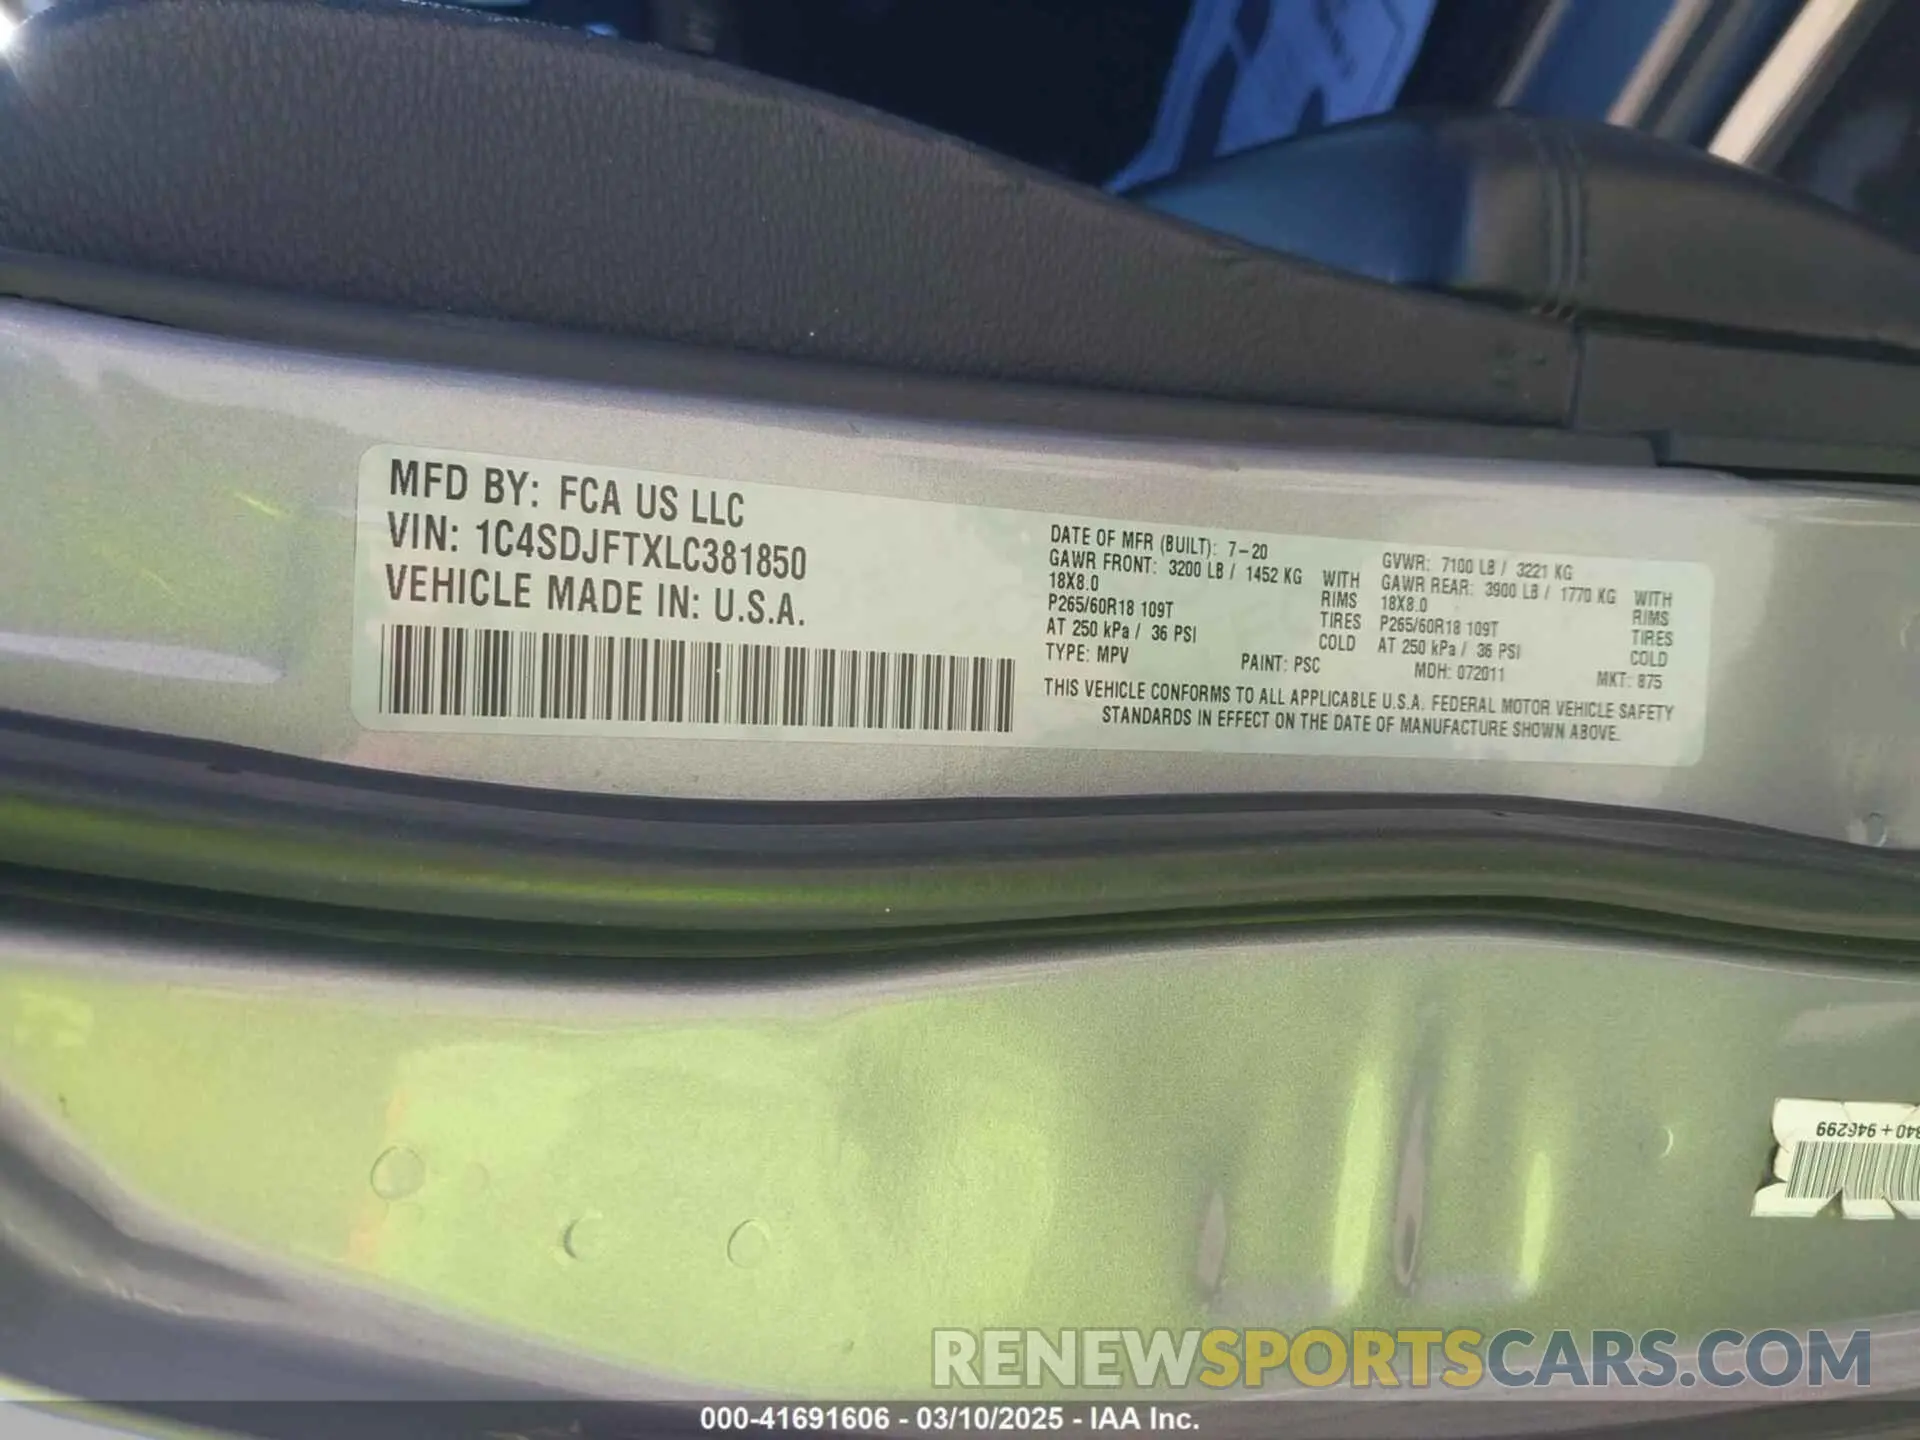 MFD BY: FCA US LLC
VIN: 1C4SDJFTXLC381850
VEHICLE MADE IN: U.S.A.
DATE OF MFR (BUILT): 7-20
GAWR FRONT: 3200 LB / 1452 KG WITH
18X8.0 RIMS
P265/60R18 109T TIRES
AT 250 kPa / 36 PSI COLD
GVWR: 7100 LB / 3221 KG
GAWR REAR: 3900 LB / 1770 KG WITH
18X8.0 RIMS
P265/60R18 109T TIRES
AT 250 kPa / 36 PSI COLD
TYPE: MPV PAINT: PSC MDH: 072011 MKT: 875
THIS VEHICLE CONFORMS TO ALL APPLICABLE U.S.A. FEDERAL MOTOR VEHICLE SAFETY
STANDARDS IN EFFECT ON THE DATE OF MANUFACTURE SHOWN ABOVE.
840+946299
RENEWSPORTSCARS.COM
000-41691606 - 03/10/2025 - IAA Inc.